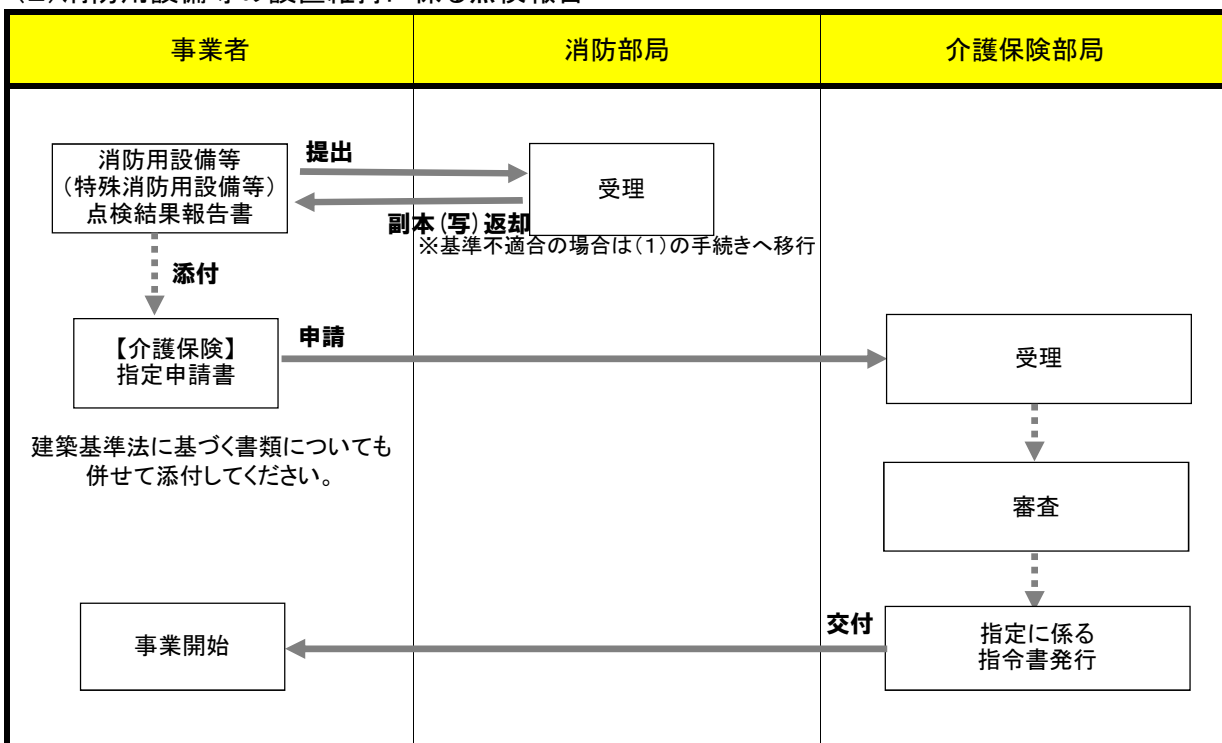 事業者
消防部局
介護保険部局
消防用設備等
（特殊消防用設備等）
点検結果報告書
提出
受理
副本（写）返却
※基準不適合の場合は（1）の手続きへ移行
添付
【介護保険】
指定申請書
申請
受理
建築基準法に基づく書類についても
併せて添付してください。
審査
指定に係る
指令書発行
交付
事業開始